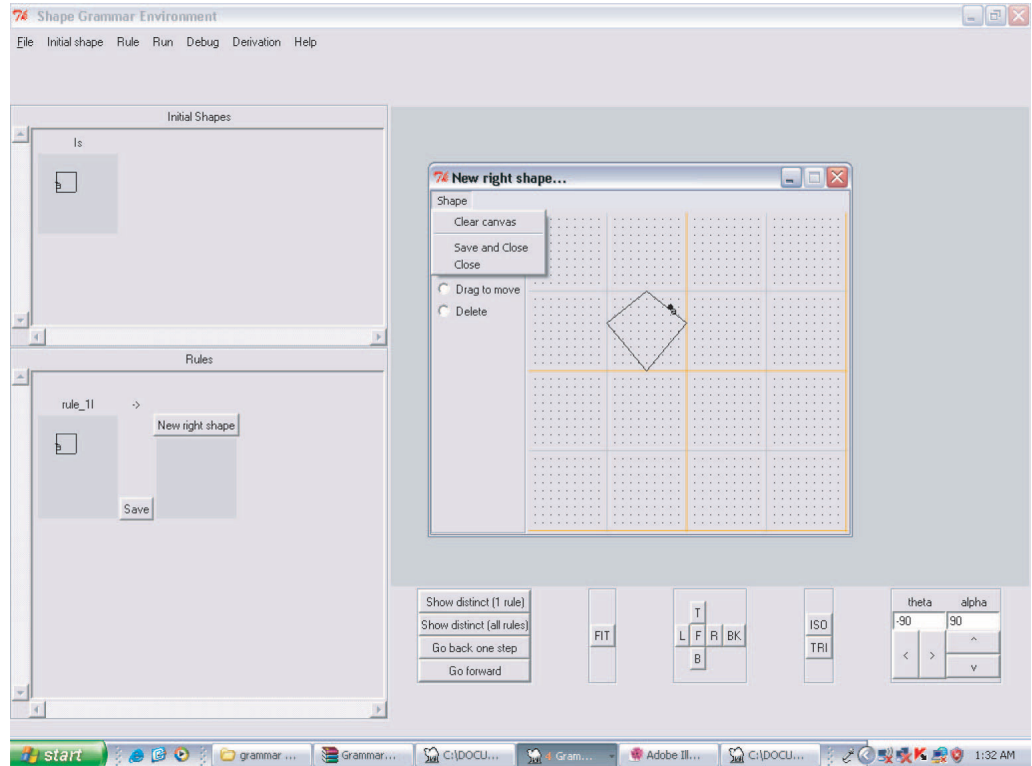 Shape Grammar Environment
File Initial shape Rule Run Debug Derivation Help
Initial Shapes
Is
New right shape...
Shape
Clear canvas
Save and Close
Close
Drag to move
Delete
Rules
rule_1l ->
New right shape
Save
Show distinct (1 rule)
Show distinct (all rules)
Go back one step
Go forward
FIT
T
L F R BK
B
ISO
TRI
theta alpha
-90 90
< >
^
v
start grammar ... Grammar... C:\DOCU... 4 Gram... Adobe Ill... C:\DOCU... 1:32 AM